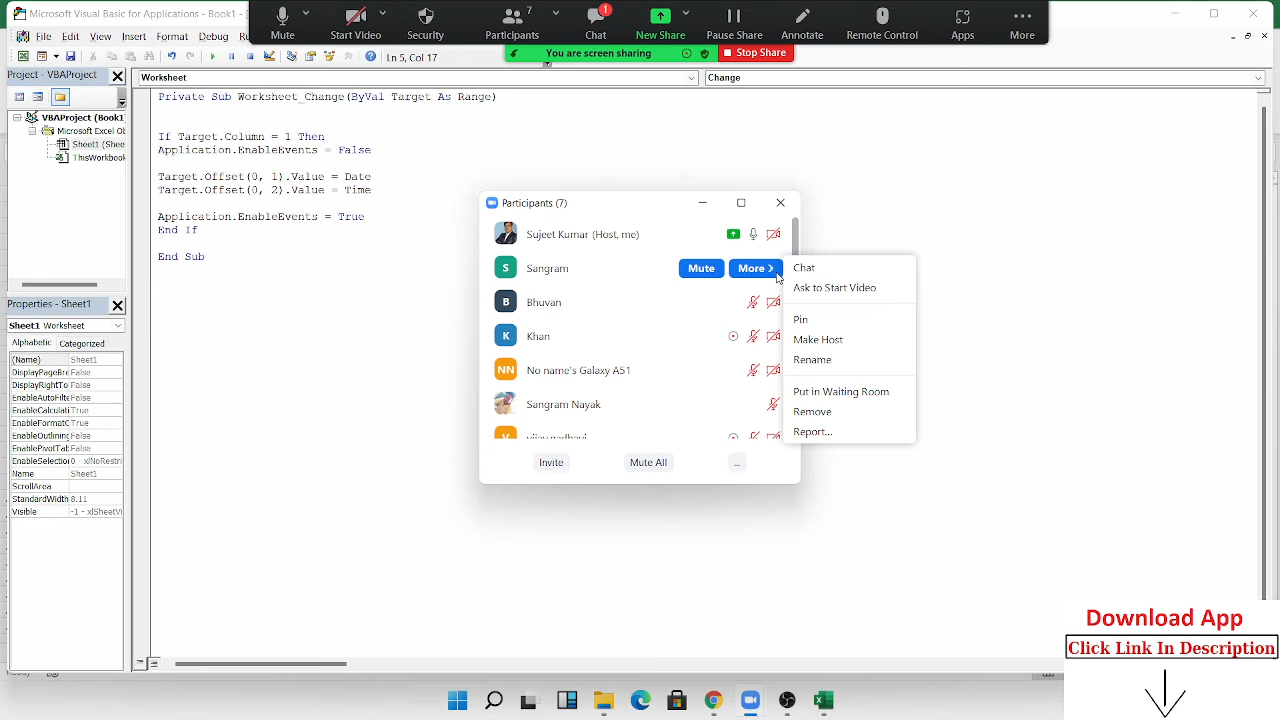 Microsoft Visual Basic for Applications - Book1
File Edit View Insert Format Debug
Mute Start Video Security 7 Participants 1 Chat New Share Pause Share Annotate Remote Control Apps More
You are screen sharing Stop Share
Ln 5, Col 17
Project - VBAProject
Worksheet Change
VBAProject (Book1
Microsoft Excel Ob
Sheet1 (Shee
ThisWorkbook
Private Sub Worksheet_Change(ByVal Target As Range)
If Target.Column = 1 Then
Application.EnableEvents = False
Target.Offset(0, 1).Value = Date
Target.Offset(0, 2).Value = Time
Application.EnableEvents = True
End If
End Sub
Properties - Sheet1
Sheet1 Worksheet
Alphabetic Categorized
(Name) Sheet1
DisplayPageBre False
DisplayRightTo False
EnableAutoFilt False
EnableCalculati True
EnableFormatC True
EnableOutlinin False
EnablePivotTab False
EnableSelection 0 - xlNoRestric
Name Sheet1
ScrollArea
StandardWidth 8.11
Visible -1 - xlSheetVi
Participants (7)
Sujeet Kumar (Host, me)
S Sangram Mute More
B Bhuvan
K Khan
NN No name's Galaxy A51
Sangram Nayak
Invite Mute All ...
Chat
Ask to Start Video
Pin
Make Host
Rename
Put in Waiting Room
Remove
Report...
Download App
Click Link In Description